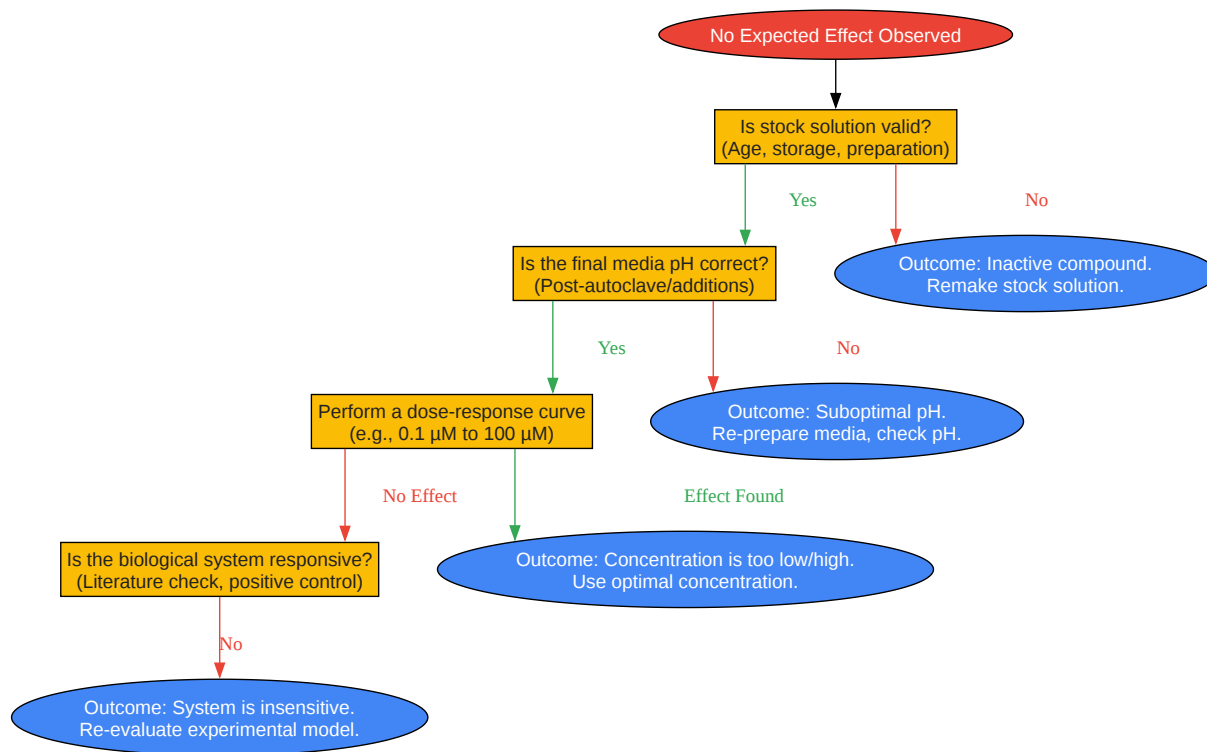 No Expected Effect Observed
Is stock solution valid?
(Age, storage, preparation)
Yes
No
Is the final media pH correct?
(Post-autoclave/additions)
Outcome: Inactive compound.
Remake stock solution.
Yes
No
Perform a dose-response curve
(e.g., 0.1 µM to 100 µM)
Outcome: Suboptimal pH.
Re-prepare media, check pH.
No Effect
Effect Found
Is the biological system responsive?
(Literature check, positive control)
Outcome: Concentration is too low/high.
Use optimal concentration.
No
Outcome: System is insensitive.
Re-evaluate experimental model.